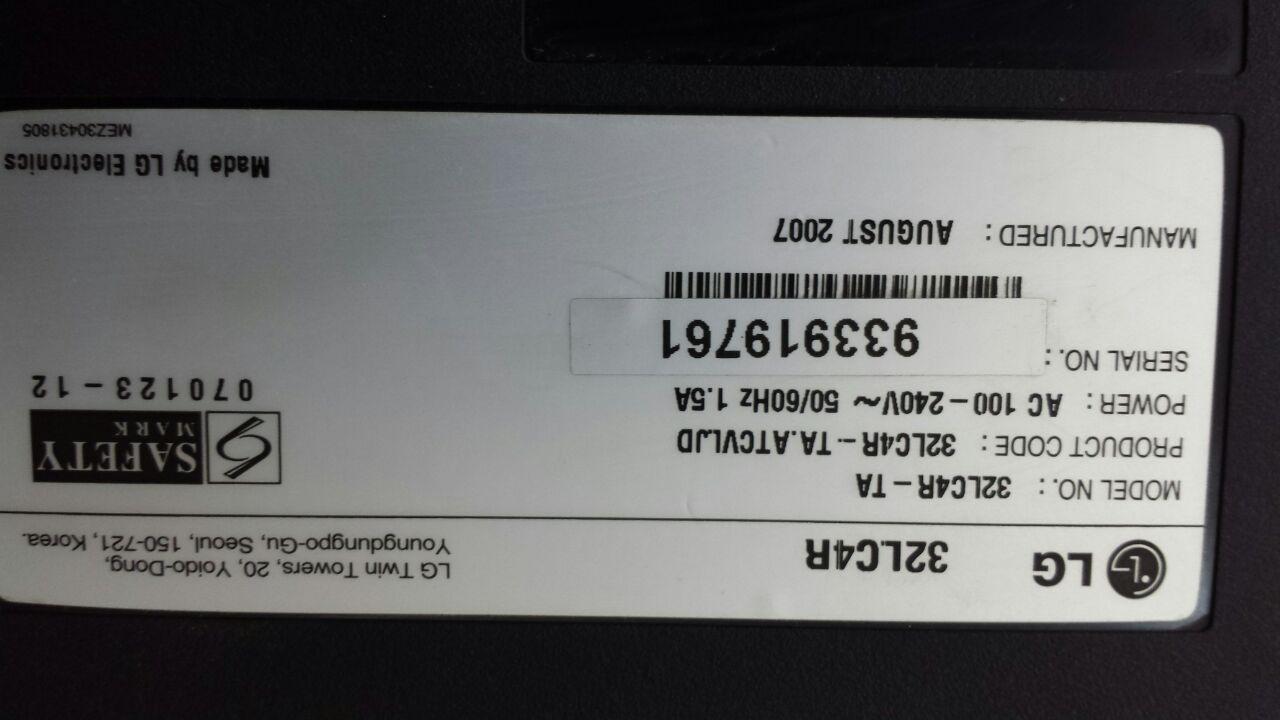 LG 32LC4R
LG Twin Towers, 20, Yoido-Dong,
Youngdungpo-Gu, Seoul, 150-721, Korea.
MODEL NO. : 32LC4R – TA
PRODUCT CODE : 32LC4R – TA.ATCVLJD
POWER : AC 100 – 240V~ 50/60Hz 1.5A
SERIAL NO. : 933919761
SAFETY
MARK
070123 – 12
MANUFACTURED : AUGUST 2007
Made by LG Electronics
MEZ30431805